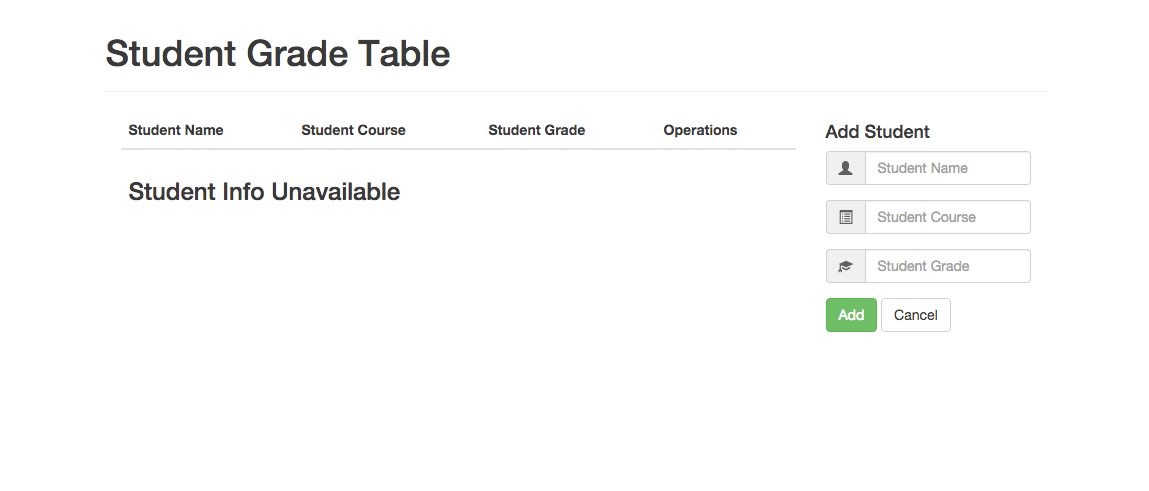 Student Grade Table
Student Name Student Course Student Grade Operations
Student Info Unavailable
Add Student
Student Name
Student Course
Student Grade
Add Cancel